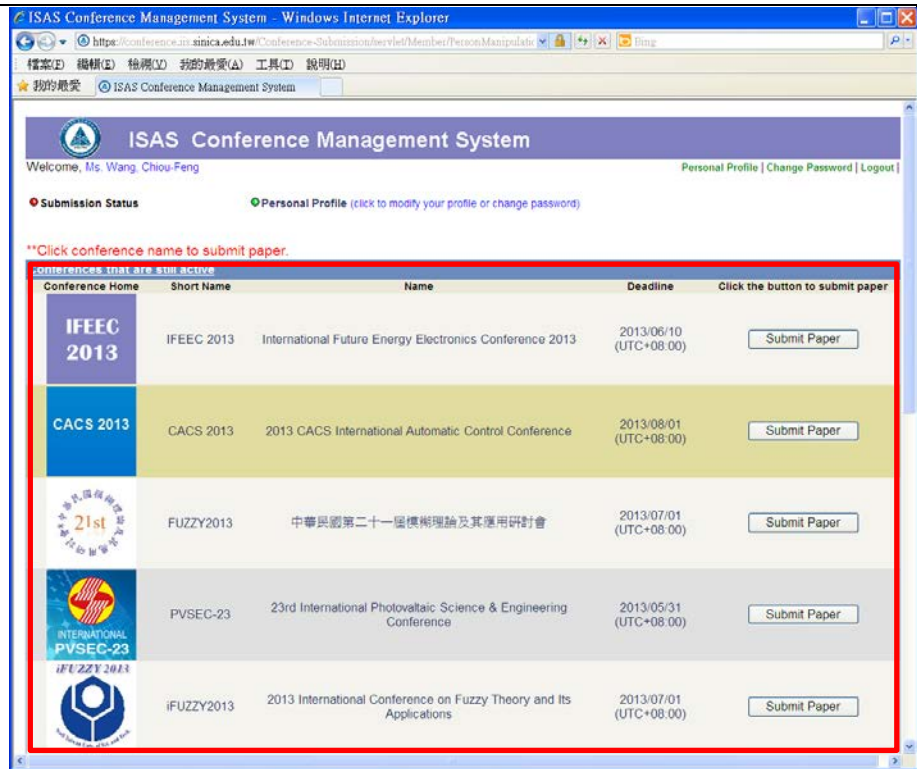 ISAS Conference Management System - Windows Internet Explorer
https://conference.iis.sinica.edu.tw/Conference-Submission/servlet/Member/PersonManipulatic
Bing
檔案(F) 編輯(E) 檢視(V) 我的最愛(A) 工具(T) 說明(H)
我的最愛 ISAS Conference Management System
ISAS Conference Management System
Welcome, Ms. Wang, Chiou-Feng
Personal Profile | Change Password | Logout |
Submission Status
Personal Profile (click to modify your profile or change password)
**Click conference name to submit paper.
Conferences that are still active
Conference Home Short Name Name Deadline Click the button to submit paper
IFEEC
2013
IFEEC 2013 International Future Energy Electronics Conference 2013
2013/06/10
(UTC+08:00)
Submit Paper
CACS 2013
CACS 2013 2013 CACS International Automatic Control Conference
2013/08/01
(UTC+08:00)
Submit Paper
21st
FUZZY2013 中華民國第二十一屆模糊理論及其應用研討會
2013/07/01
(UTC+08:00)
Submit Paper
INTERNATIONAL
PVSEC-23
PVSEC-23
23rd International Photovaltaic Science & Engineering
Conference
2013/05/31
(UTC+08:00)
Submit Paper
iFUZZY 2013
iFUZZY2013
2013 International Conference on Fuzzy Theory and Its
Applications
2013/07/01
(UTC+08:00)
Submit Paper